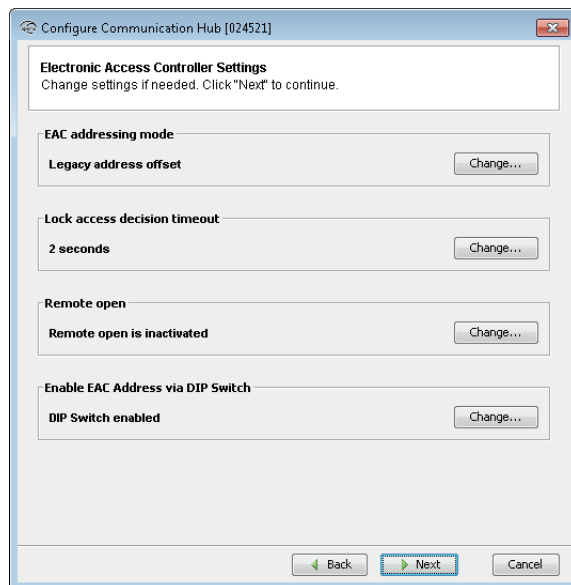 Configure Communication Hub [024521]
Electronic Access Controller Settings
Change settings if needed. Click "Next" to continue.
EAC addressing mode
Legacy address offset
Change...
Lock access decision timeout
2 seconds
Change...
Remote open
Remote open is inactivated
Change...
Enable EAC Address via DIP Switch
DIP Switch enabled
Change...
Back
Next
Cancel